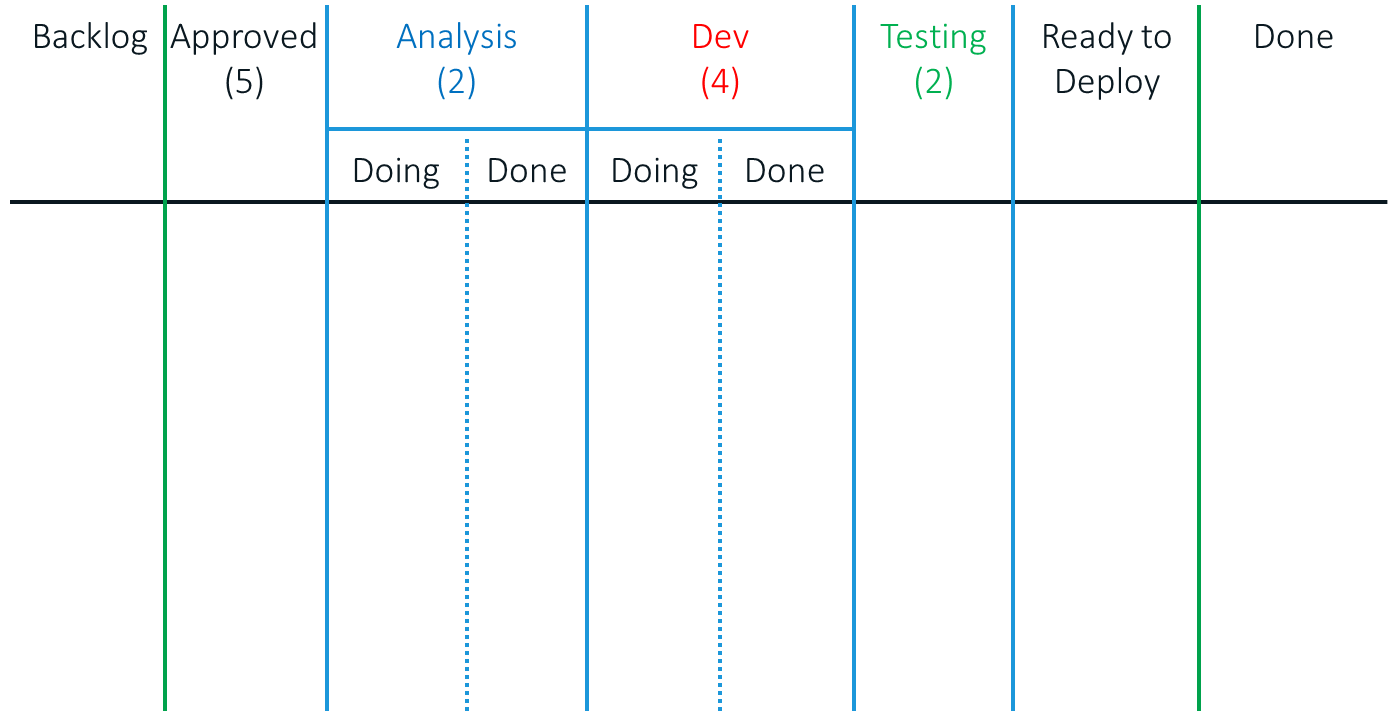 Backlog
Approved
(5)
Analysis
(2)
Dev
(4)
Testing
(2)
Ready to
Deploy
Done
Doing
Done
Doing
Done